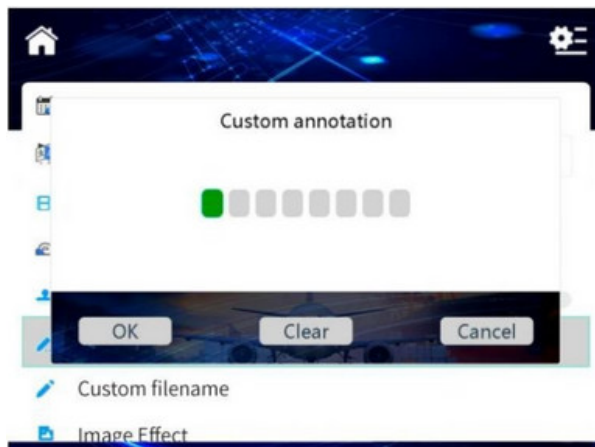 Custom annotation
OK
Clear
Cancel
Custom filename
Image Effect